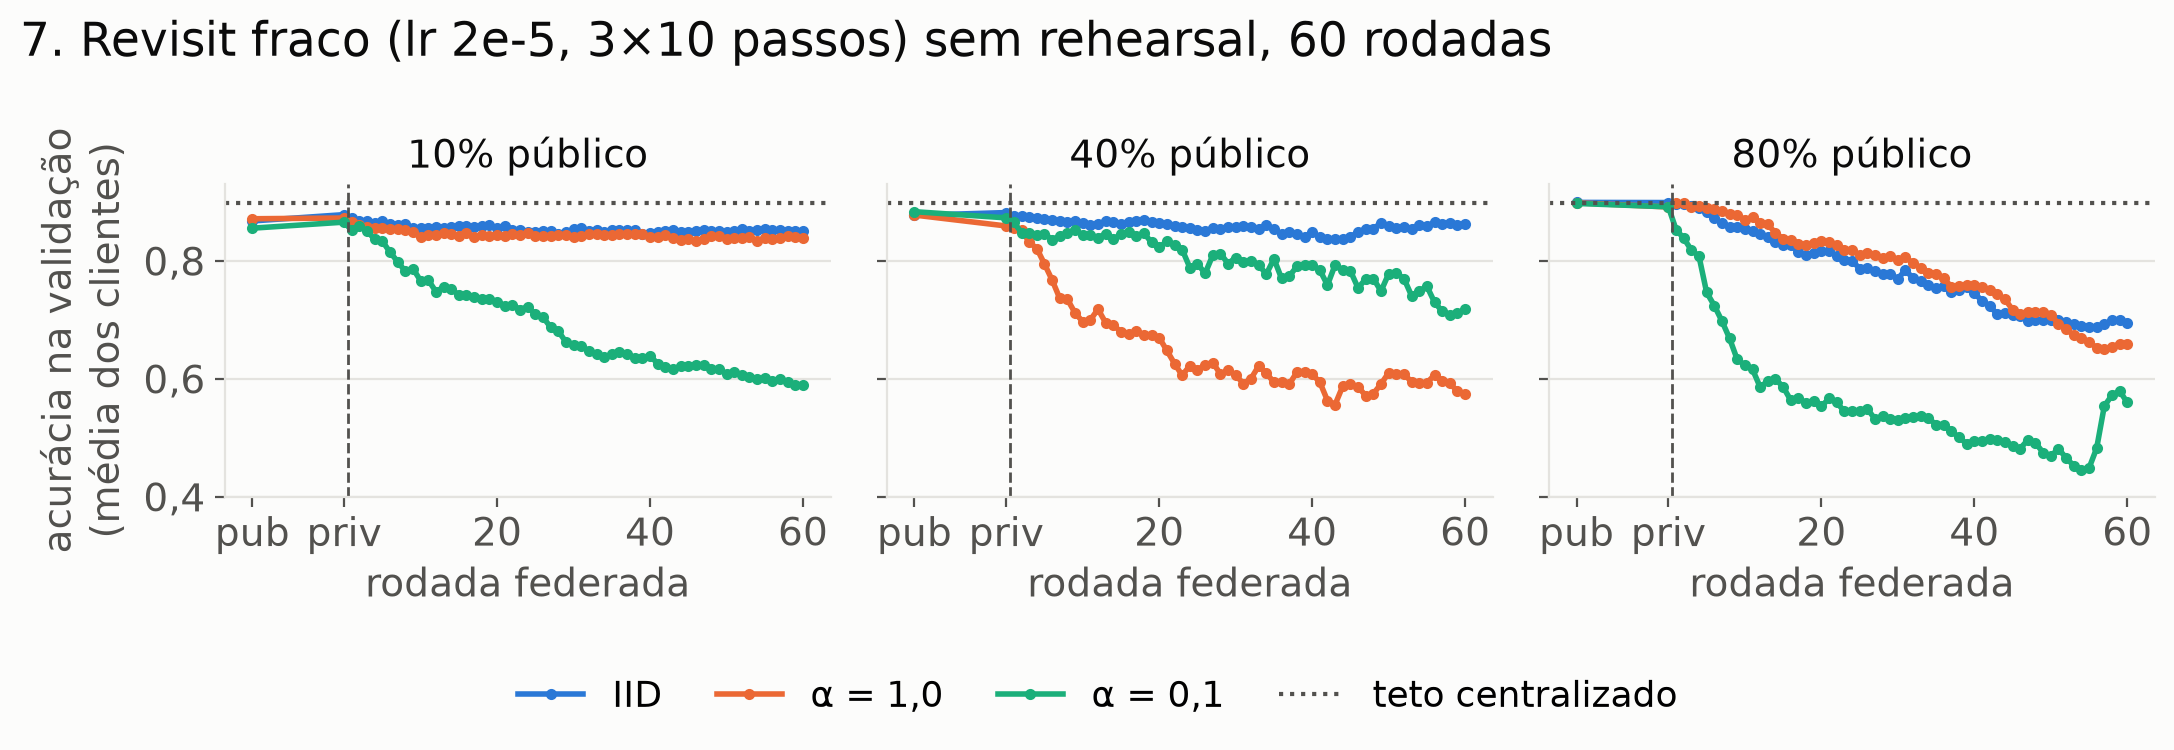 7. Revisit fraco (lr 2e-5, 3×10 passos) sem rehearsal, 60 rodadas
acurácia na validação
(média dos clientes)
10% público
40% público
80% público
0,8
0,6
0,4
pub priv 20 40 60
pub priv 20 40 60
pub priv 20 40 60
rodada federada
rodada federada
rodada federada
IID
α = 1,0
α = 0,1
teto centralizado